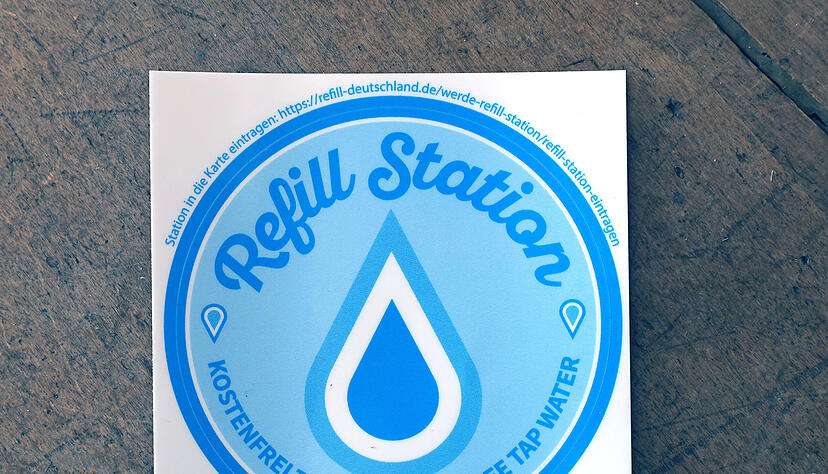 Station in die Karte eintragen: https://refill-deutschland.de/werde-refill-station/refill-station-eintragen
Refill Station
KOSTENFREI
TAP WATER